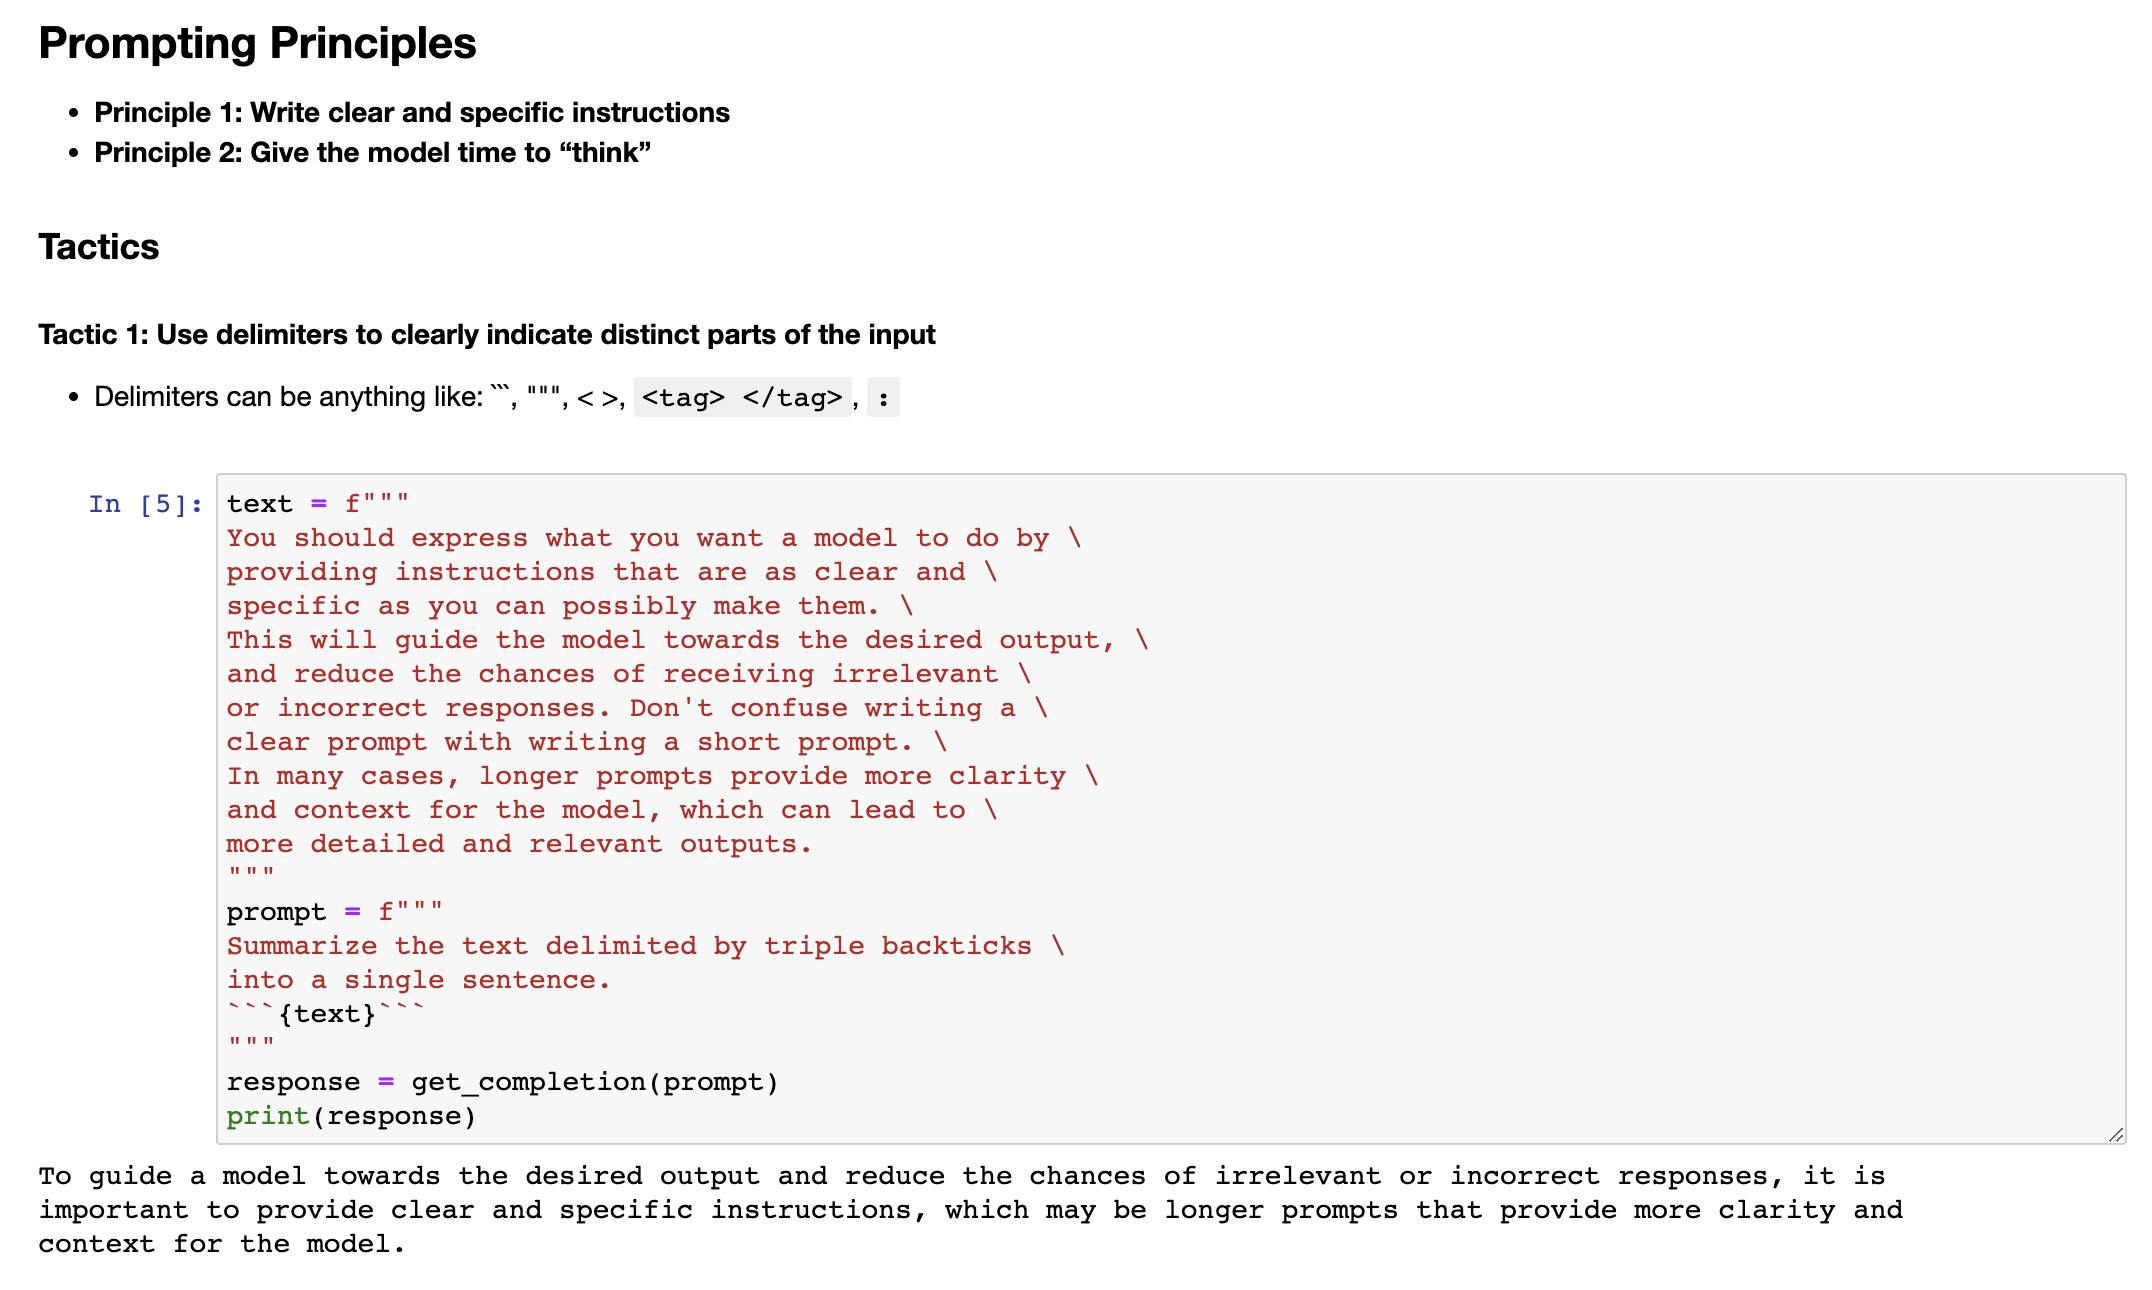 Prompting Principles
• Principle 1: Write clear and specific instructions
• Principle 2: Give the model time to “think”
Tactics
Tactic 1: Use delimiters to clearly indicate distinct parts of the input
• Delimiters can be anything like: ```, """, < >, <tag> </tag>, :
In [5]: text = f"""
You should express what you want a model to do by \
providing instructions that are as clear and \
specific as you can possibly make them. \
This will guide the model towards the desired output, \
and reduce the chances of receiving irrelevant \
or incorrect responses. Don't confuse writing a \
clear prompt with writing a short prompt. \
In many cases, longer prompts provide more clarity \
and context for the model, which can lead to \
more detailed and relevant outputs.
"""
prompt = f"""
Summarize the text delimited by triple backticks \
into a single sentence.
```{text}```
"""
response = get_completion(prompt)
print(response)
To guide a model towards the desired output and reduce the chances of irrelevant or incorrect responses, it is
important to provide clear and specific instructions, which may be longer prompts that provide more clarity and
context for the model.